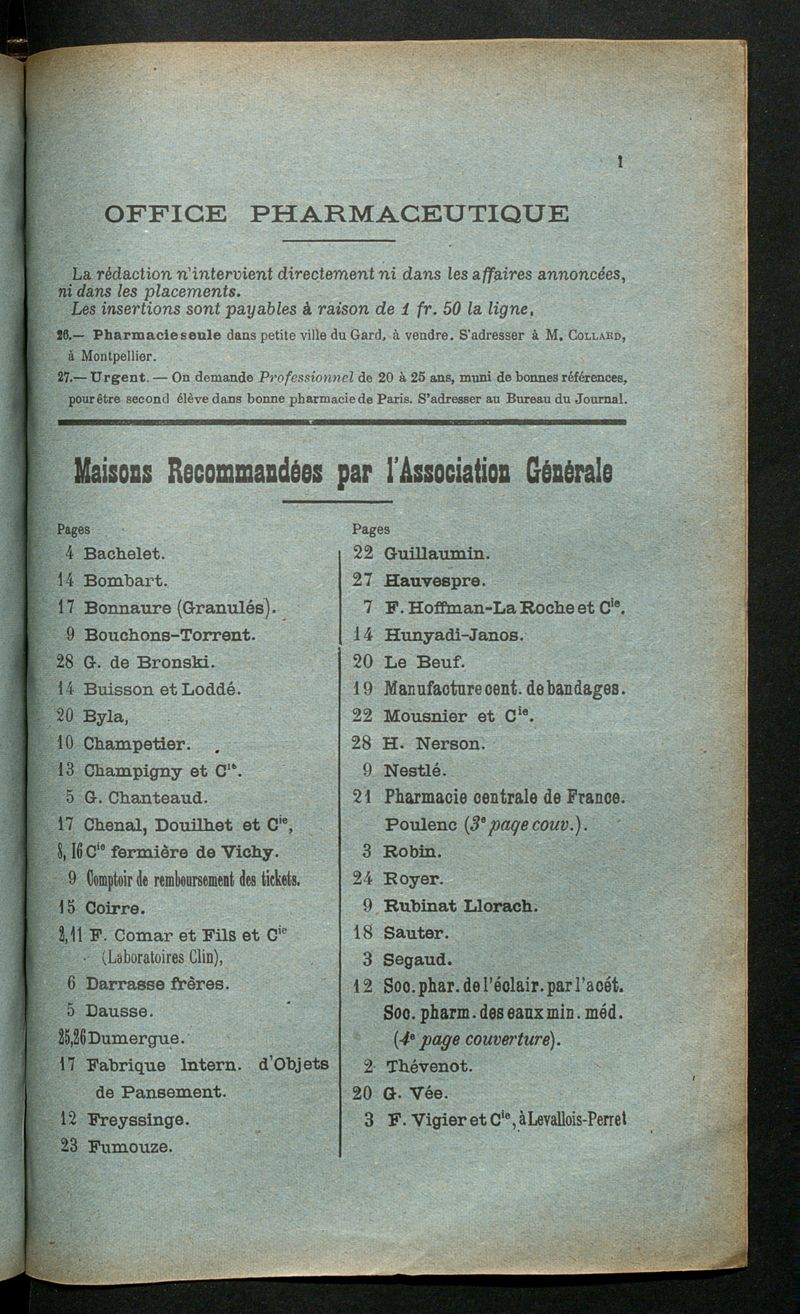 1
OFFICE PHARMACEUTIQUE
La rédaction n'intervient directement ni dans les affaires annoncées,
ni dans les placements.
Les insertions sont payables à raison de 1 fr. 50 la ligne,
26.— Pharmacie seule dans petite ville du Gard, à vendre. S'adresser à M. COLLARD,
à Montpellier.
27.— Urgent. — On demande Professionnel de 20 à 25 ans, muni de bonnes références,
pour être second élève dans bonne pharmacie de Paris. S'adresser au Bureau du Journal.
Maisons Recommandées par l'Association Générale
Pages
4 Bachelet.
14 Bombart.
17 Bonnaure (Granulés).
9 Bouchons-Torrent.
28 G. de Bronski.
14 Buisson et Loddé.
20 Byla,
10 Champetier.
13 Champigny et Cie.
5 G. Chanteaud.
17 Chenal, Douilhet et Cie,
8, 16 Cie fermière de Vichy.
9 Comptoir de remboursement des tickets.
15 Coirre.
2,11 F. Comar et Fils et Cie
(Laboratoires Clin),
6 Darrasse frères.
5 Dausse.
25,26 Dumergue.
17 Fabrique Intern. d'Objets
de Pansement.
12 Freyssinge.
23 Fumouze.
Pages
22 Guillaumin.
27 Hauvespre.
7 F. Hoffman-La Roche et Cie.
14 Hunyadi-Janos.
20 Le Beuf.
19 Manufacture cent. de bandages.
22 Mousnier et Cie.
28 H. Nerson.
9 Nestlé.
21 Pharmacie centrale de France.
Poulenc (3e page couv.).
3 Robin.
24 Royer.
9 Rubinat Llorach.
18 Sauter.
3 Segaud.
12 Soc. phar. de l'éclair. par l'acét.
Soc. pharm. des eaux min. méd.
(4e page couverture).
2 Thévenot.
20 G. Vée.
3 F. Vigier et Cie, à Levallois-Perret